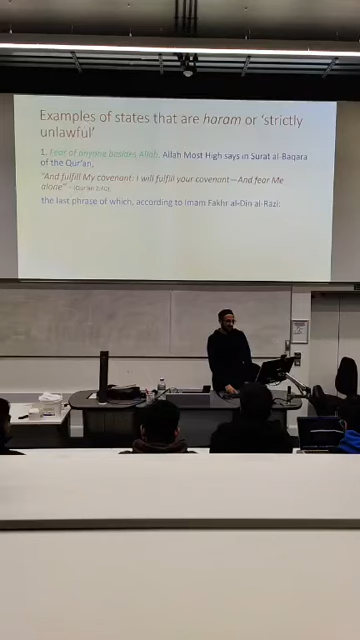 Examples of states that are haram or 'strictly
unlawful'
1. Fear of anyone besides Allah. Allah Most High says in Surat al-Baqara
of the Qur'an,
"And fulfill My covenant: I will fulfill your covenant—And fear Me
alone" – (Qur'an 2:40),
the last phrase of which, according to Imam Fakhr al-Din al-Razi: